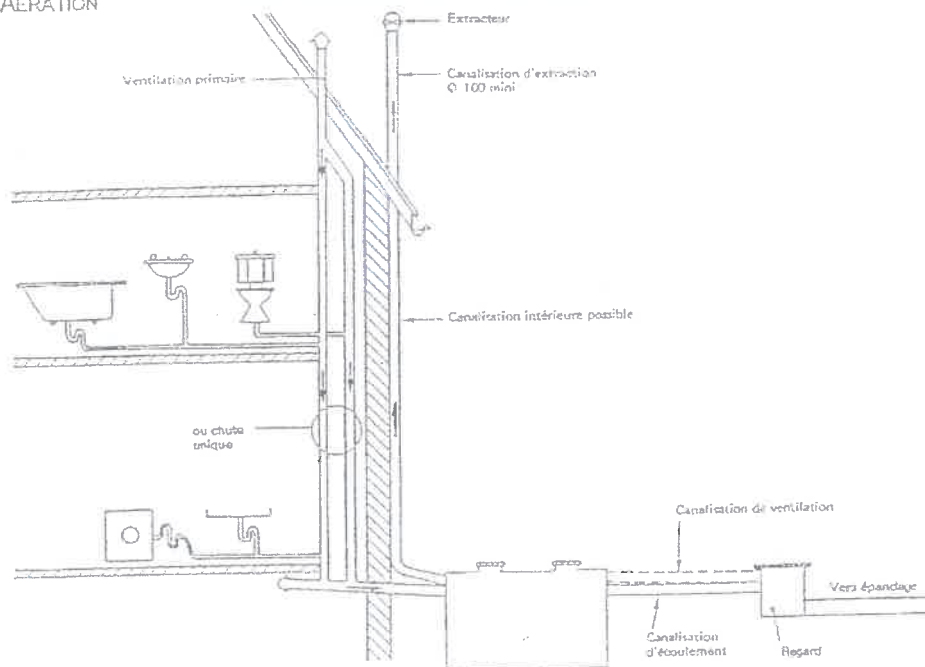 AERATION
Extracteur
Ventilation primaire
Canalisation d'extraction
Ø 100 mini
Canalisation intérieure possible
ou chute
unique
Canalisation de ventilation
Vers épandage
Canalisation
d'écoulement
Regard